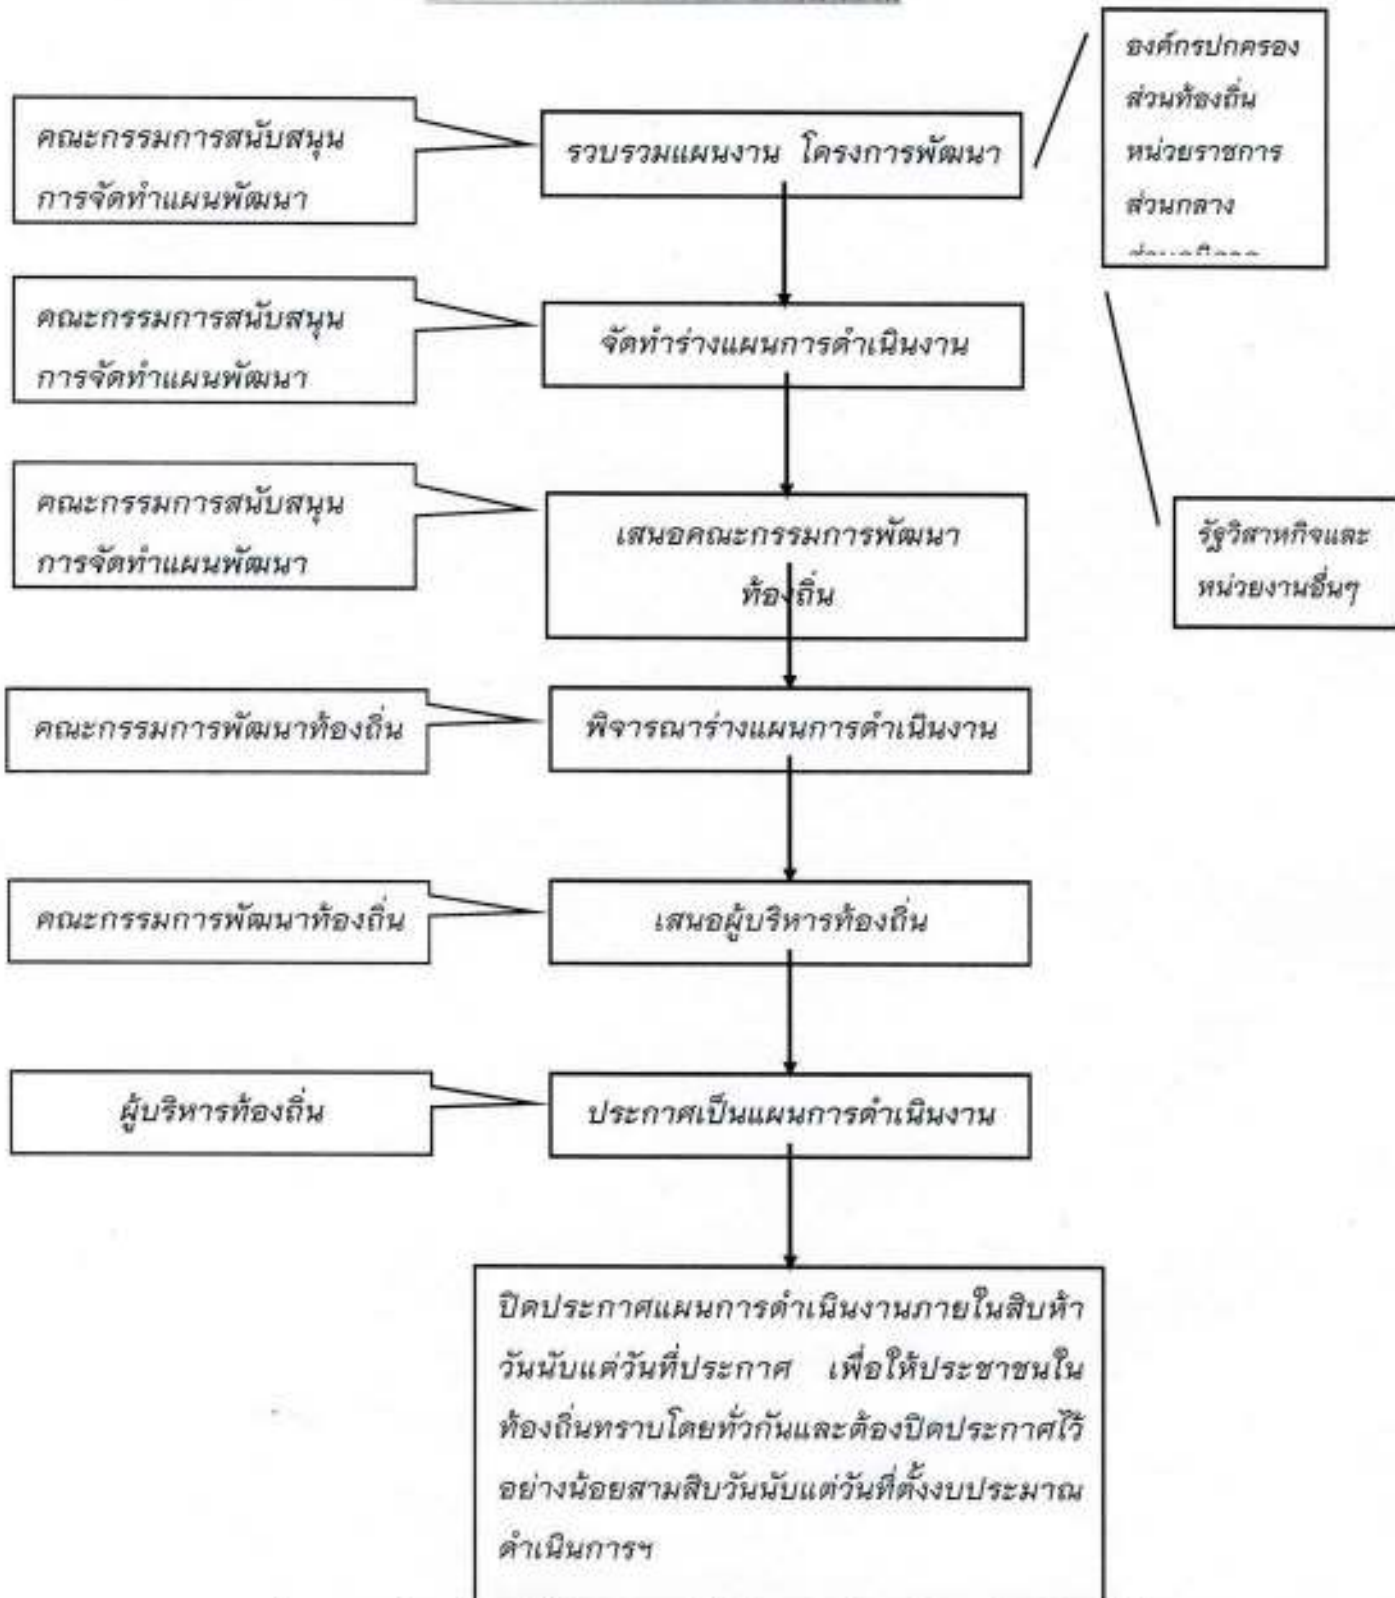 องค์กรปกครอง
ส่วนท้องถิ่น
หน่วยราชการ
ส่วนกลาง
คณะกรรมการสนับสนุน
การจัดทำแผนพัฒนา
รวบรวมแผนงาน โครงการพัฒนา
คณะกรรมการสนับสนุน
การจัดทำแผนพัฒนา
จัดทำร่างแผนการดำเนินงาน
คณะกรรมการสนับสนุน
การจัดทำแผนพัฒนา
เสนอคณะกรรมการพัฒนา
ท้องถิ่น
รัฐวิสาหกิจและ
หน่วยงานอื่นๆ
คณะกรรมการพัฒนาท้องถิ่น
พิจารณาร่างแผนการดำเนินงาน
คณะกรรมการพัฒนาท้องถิ่น
เสนอผู้บริหารท้องถิ่น
ผู้บริหารท้องถิ่น
ประกาศเป็นแผนการดำเนินงาน
ปิดประกาศแผนการดำเนินงานภายในสิบห้า
วันนับแต่วันที่ประกาศ เพื่อให้ประชาชนใน
ท้องถิ่นทราบโดยทั่วกันและต้องปิดประกาศไว้
อย่างน้อยสามสิบวันนับแต่วันที่ตั้งงบประมาณ
ดำเนินการฯ